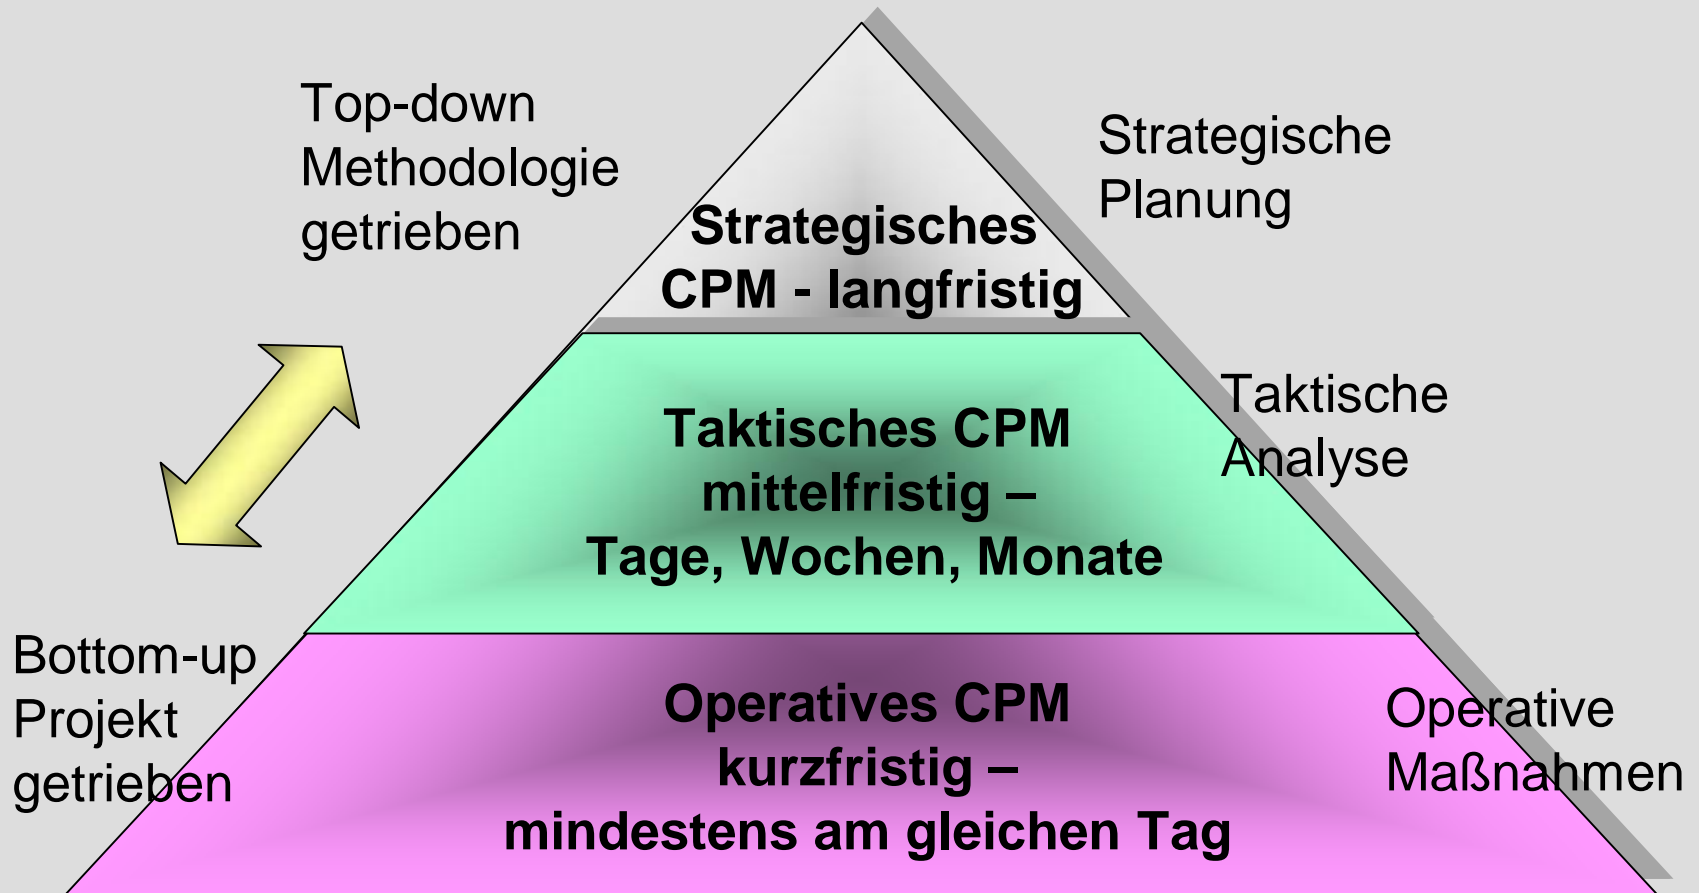 Top-down
Methodologie
getrieben
Strategische
Planung
Strategisches
CPM - langfristig
Taktische
Analyse
Taktisches CPM
mittelfristig –
Tage, Wochen, Monate
Bottom-up
Projekt
getrieben
Operatives CPM
kurzfristig –
mindestens am gleichen Tag
Operative
Maßnahmen